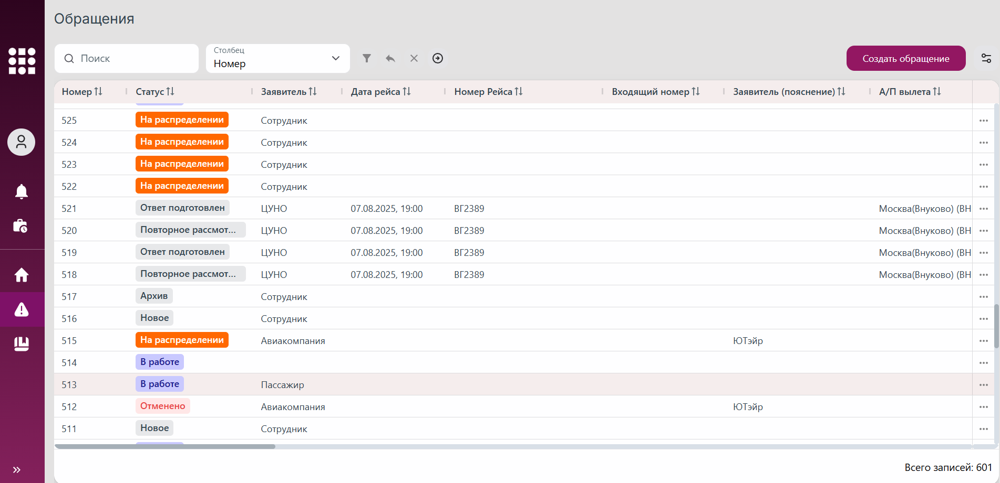 Обращения
Поиск
Столбец
Номер
Создать обращение
Номер Статус Заявитель Дата рейса Номер Рейса Входящий номер Заявитель (пояснение) А/П вылета
525 На распределении Сотрудник
524 На распределении Сотрудник
523 На распределении Сотрудник
522 На распределении Сотрудник
521 Ответ подготовлен ЦУНО 07.08.2025, 19:00 ВГ2389 Москва(Внуково) (ВН
520 Повторное рассмот... ЦУНО 07.08.2025, 19:00 ВГ2389 Москва(Внуково) (ВН
519 Ответ подготовлен ЦУНО 07.08.2025, 19:00 ВГ2389 Москва(Внуково) (ВН
518 Повторное рассмот... ЦУНО 07.08.2025, 19:00 ВГ2389 Москва(Внуково) (ВН
517 Архив Сотрудник
516 Новое Сотрудник
515 На распределении Авиакомпания ЮТэйр
514 В работе
513 В работе Пассажир
512 Отменено Авиакомпания ЮТэйр
511 Новое Сотрудник
Всего записей: 601